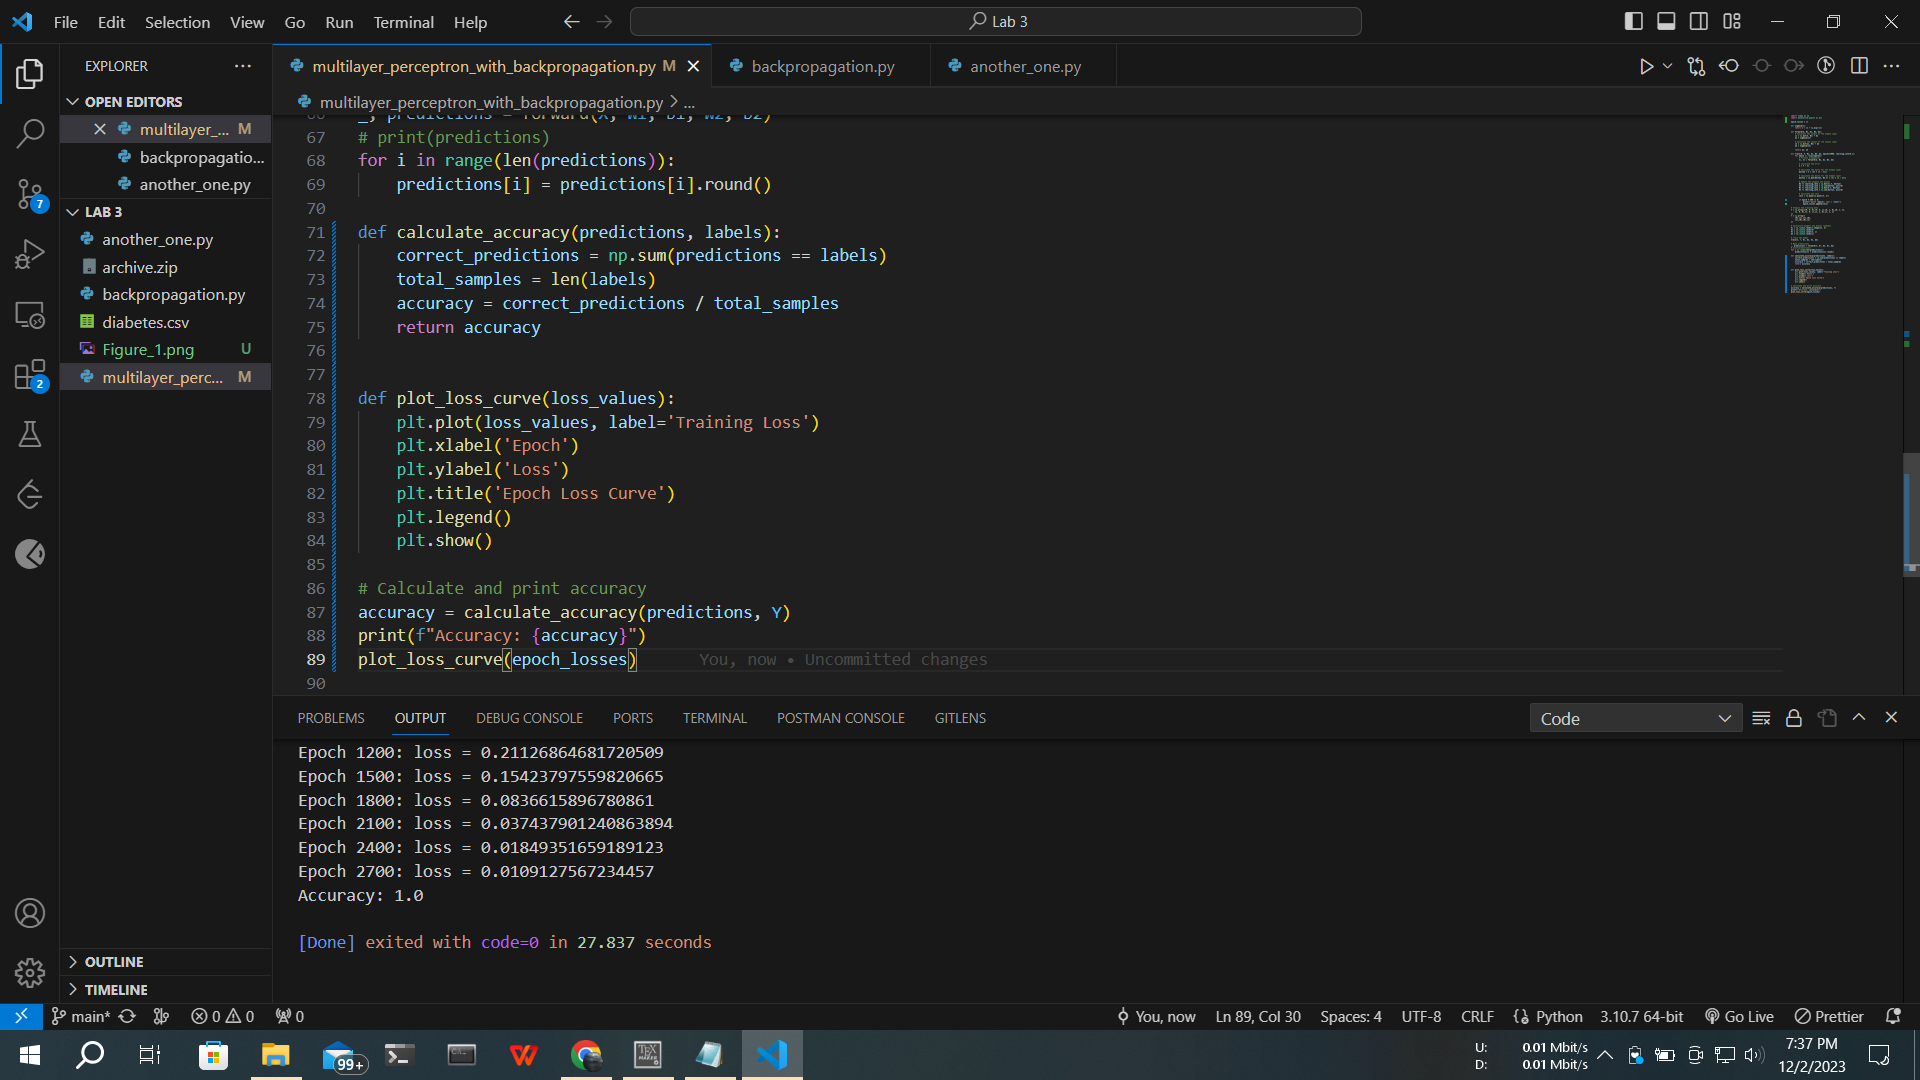 File Edit Selection View Go Run Terminal Help
Lab 3
EXPLORER
OPEN EDITORS
multilayer_... M
backpropagatio...
another_one.py
LAB 3
another_one.py
archive.zip
backpropagation.py
diabetes.csv
Figure_1.png U
multilayer_perc... M
OUTLINE
TIMELINE
7
2
multilayer_perceptron_with_backpropagation.py M
backpropagation.py
another_one.py
multilayer_perceptron_with_backpropagation.py > ...
66 _, predictions = forward(X, W1, b1, W2, b2)
67 # print(predictions)
68 for i in range(len(predictions)):
69 predictions[i] = predictions[i].round()
70
71 def calculate_accuracy(predictions, labels):
72 correct_predictions = np.sum(predictions == labels)
73 total_samples = len(labels)
74 accuracy = correct_predictions / total_samples
75 return accuracy
76
77
78 def plot_loss_curve(loss_values):
79 plt.plot(loss_values, label='Training Loss')
80 plt.xlabel('Epoch')
81 plt.ylabel('Loss')
82 plt.title('Epoch Loss Curve')
83 plt.legend()
84 plt.show()
85
86 # Calculate and print accuracy
87 accuracy = calculate_accuracy(predictions, Y)
88 print(f"Accuracy: {accuracy}")
89 plot_loss_curve(epoch_losses) You, now • Uncommitted changes
90
PROBLEMS OUTPUT DEBUG CONSOLE PORTS TERMINAL POSTMAN CONSOLE GITLENS
Code
Epoch 1200: loss = 0.21126864681720509
Epoch 1500: loss = 0.15423797559820665
Epoch 1800: loss = 0.0836615896780861
Epoch 2100: loss = 0.037437901240863894
Epoch 2400: loss = 0.01849351659189123
Epoch 2700: loss = 0.0109127567234457
Accuracy: 1.0
[Done] exited with code=0 in 27.837 seconds
main* 0 0 0 You, now Ln 89, Col 30 Spaces: 4 UTF-8 CRLF Python 3.10.7 64-bit Go Live Prettier
99+
U: 0.01 Mbit/s
D: 0.01 Mbit/s
7:37 PM
12/2/2023